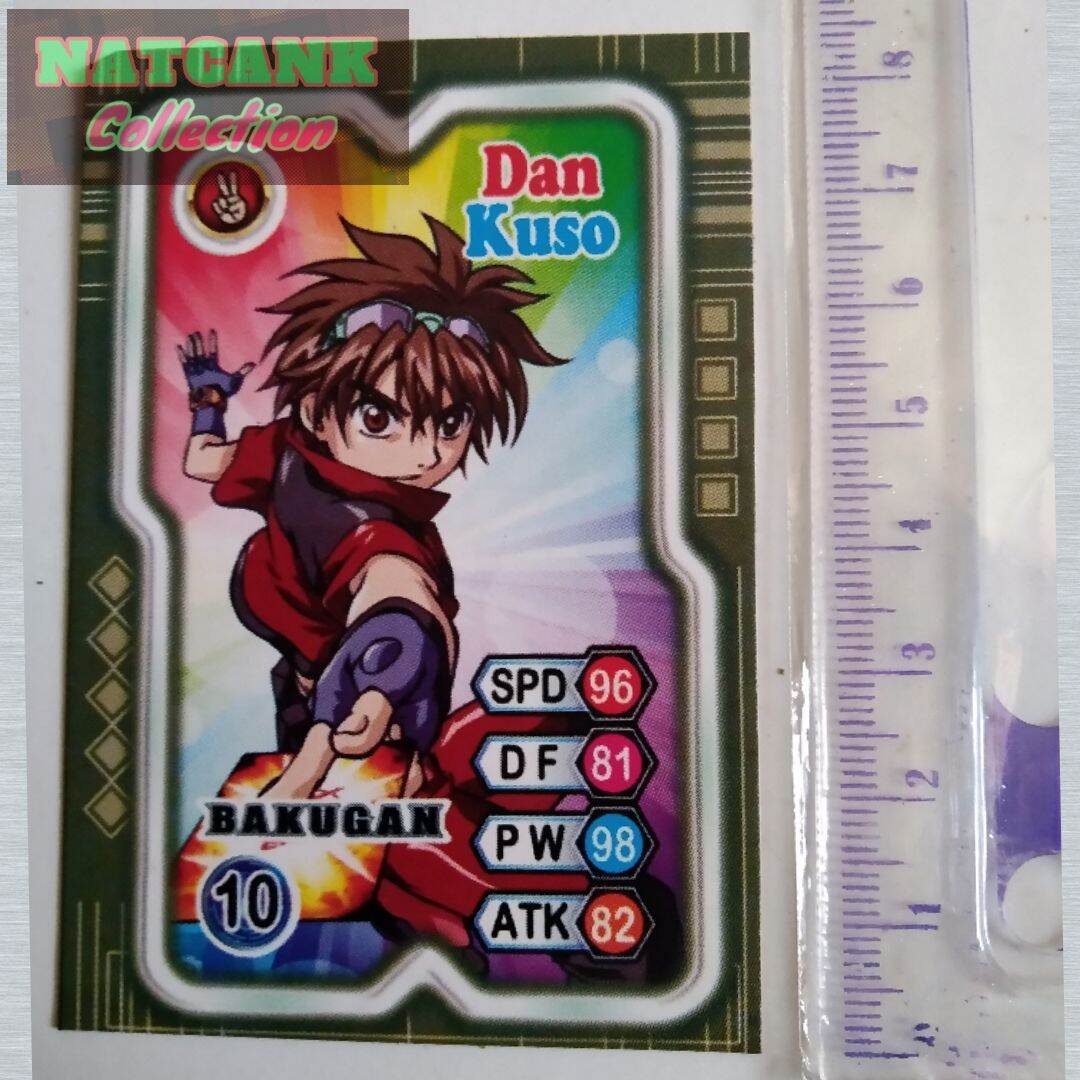 NATCANK
Collection
Dan
Kuso
SPD 96
DF 81
PW 98
ATK 82
BAKUGAN
10
8
7
6
5
4
3
2
1